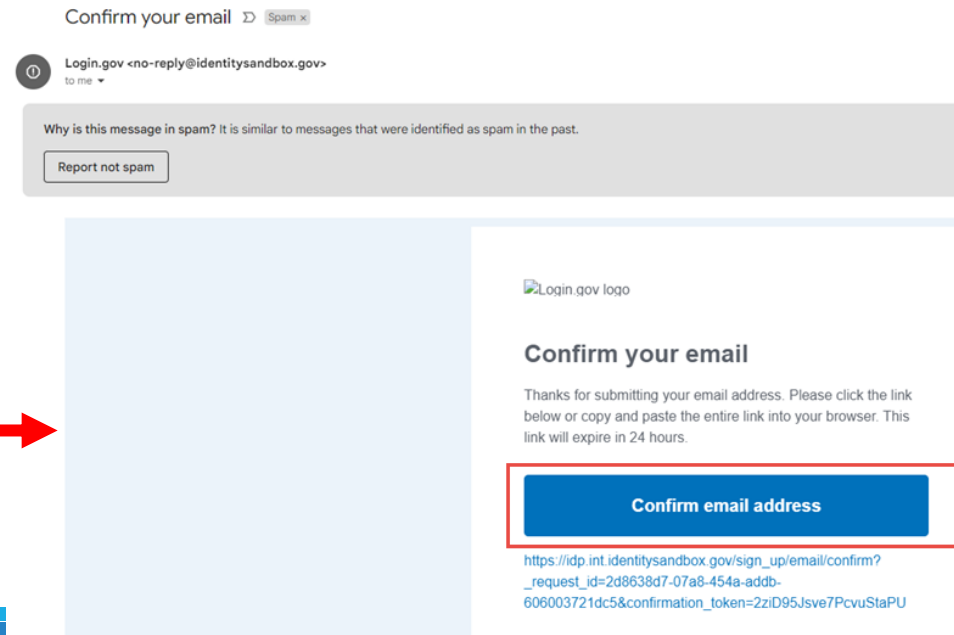 Confirm your email Spam x
Login.gov <no-reply@identitysandbox.gov>
to me
Why is this message in spam? It is similar to messages that were identified as spam in the past.
Report not spam
Login.gov logo
Confirm your email
Thanks for submitting your email address. Please click the link
below or copy and paste the entire link into your browser. This
link will expire in 24 hours.
Confirm email address
https://idp.int.identitysandbox.gov/sign_up/email/confirm?
_request_id=2d8638d7-07a8-454a-addb-
606003721dc5&confirmation_token=2ziD95Jsve7PcvuStaPU